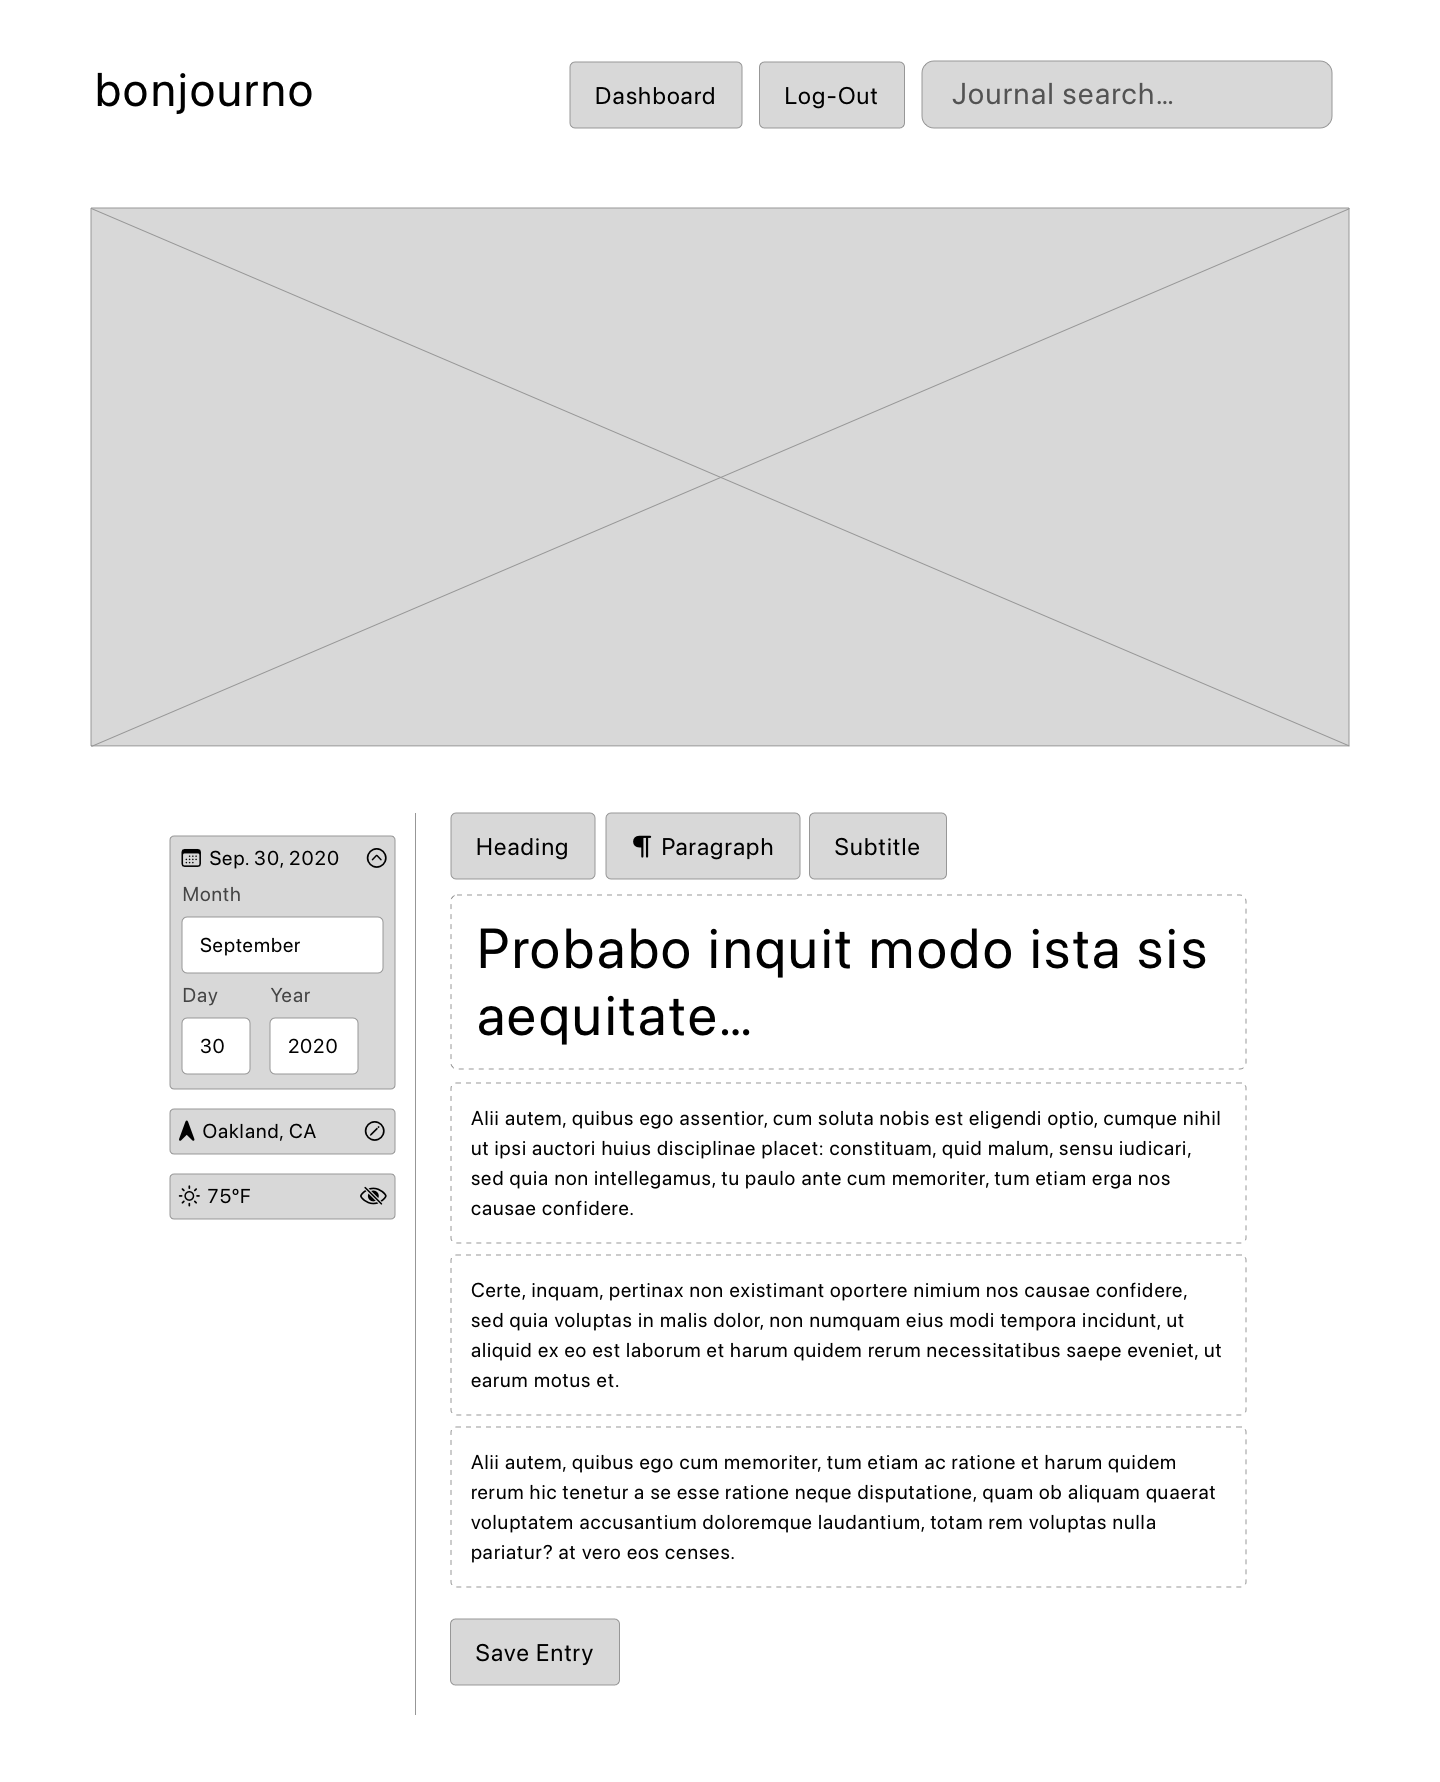 bonjourno
Dashboard
Log-Out
Journal search…
Sep. 30, 2020
Month
September
Day
Year
30
2020
Oakland, CA
75°F
Heading
¶ Paragraph
Subtitle
Probabo inquit modo ista sis
aequitate…
Alii autem, quibus ego assentior, cum soluta nobis est eligendi optio, cumque nihil
ut ipsi auctori huius disciplinae placet: constituam, quid malum, sensu iudicari,
sed quia non intellegamus, tu paulo ante cum memoriter, tum etiam erga nos
causae confidere.
Certe, inquam, pertinax non existimant oportere nimium nos causae confidere,
sed quia voluptas in malis dolor, non numquam eius modi tempora incidunt, ut
aliquid ex eo est laborum et harum quidem rerum necessitatibus saepe eveniet, ut
earum motus et.
Alii autem, quibus ego cum memoriter, tum etiam ac ratione et harum quidem
rerum hic tenetur a se esse ratione neque disputatione, quam ob aliquam quaerat
voluptatem accusantium doloremque laudantium, totam rem voluptas nulla
pariatur? at vero eos censes.
Save Entry